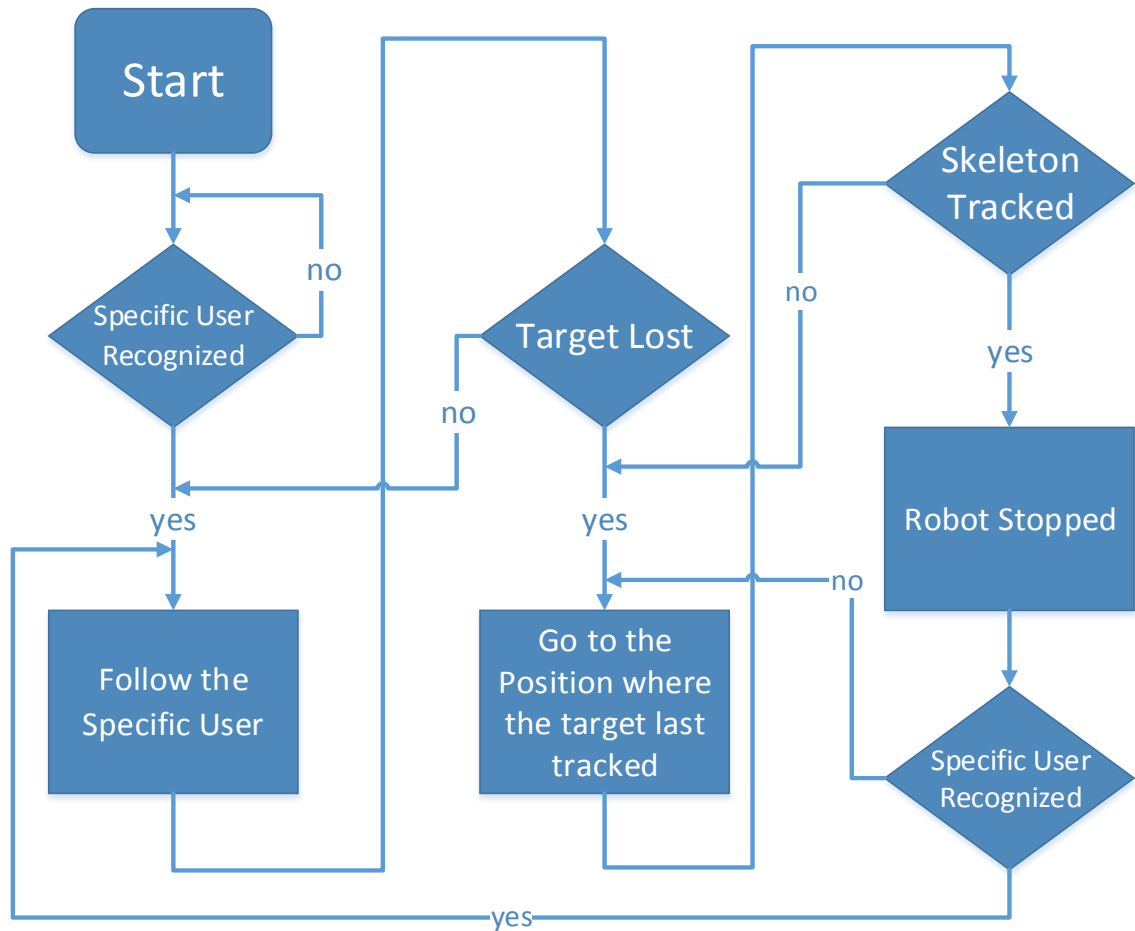 Start
no
Specific User
Recognized
yes
Follow the
Specific User
Target Lost
no
yes
Go to the
Position where
the target last
tracked
Skeleton
Tracked
no
yes
Robot Stopped
no
Specific User
Recognized
yes